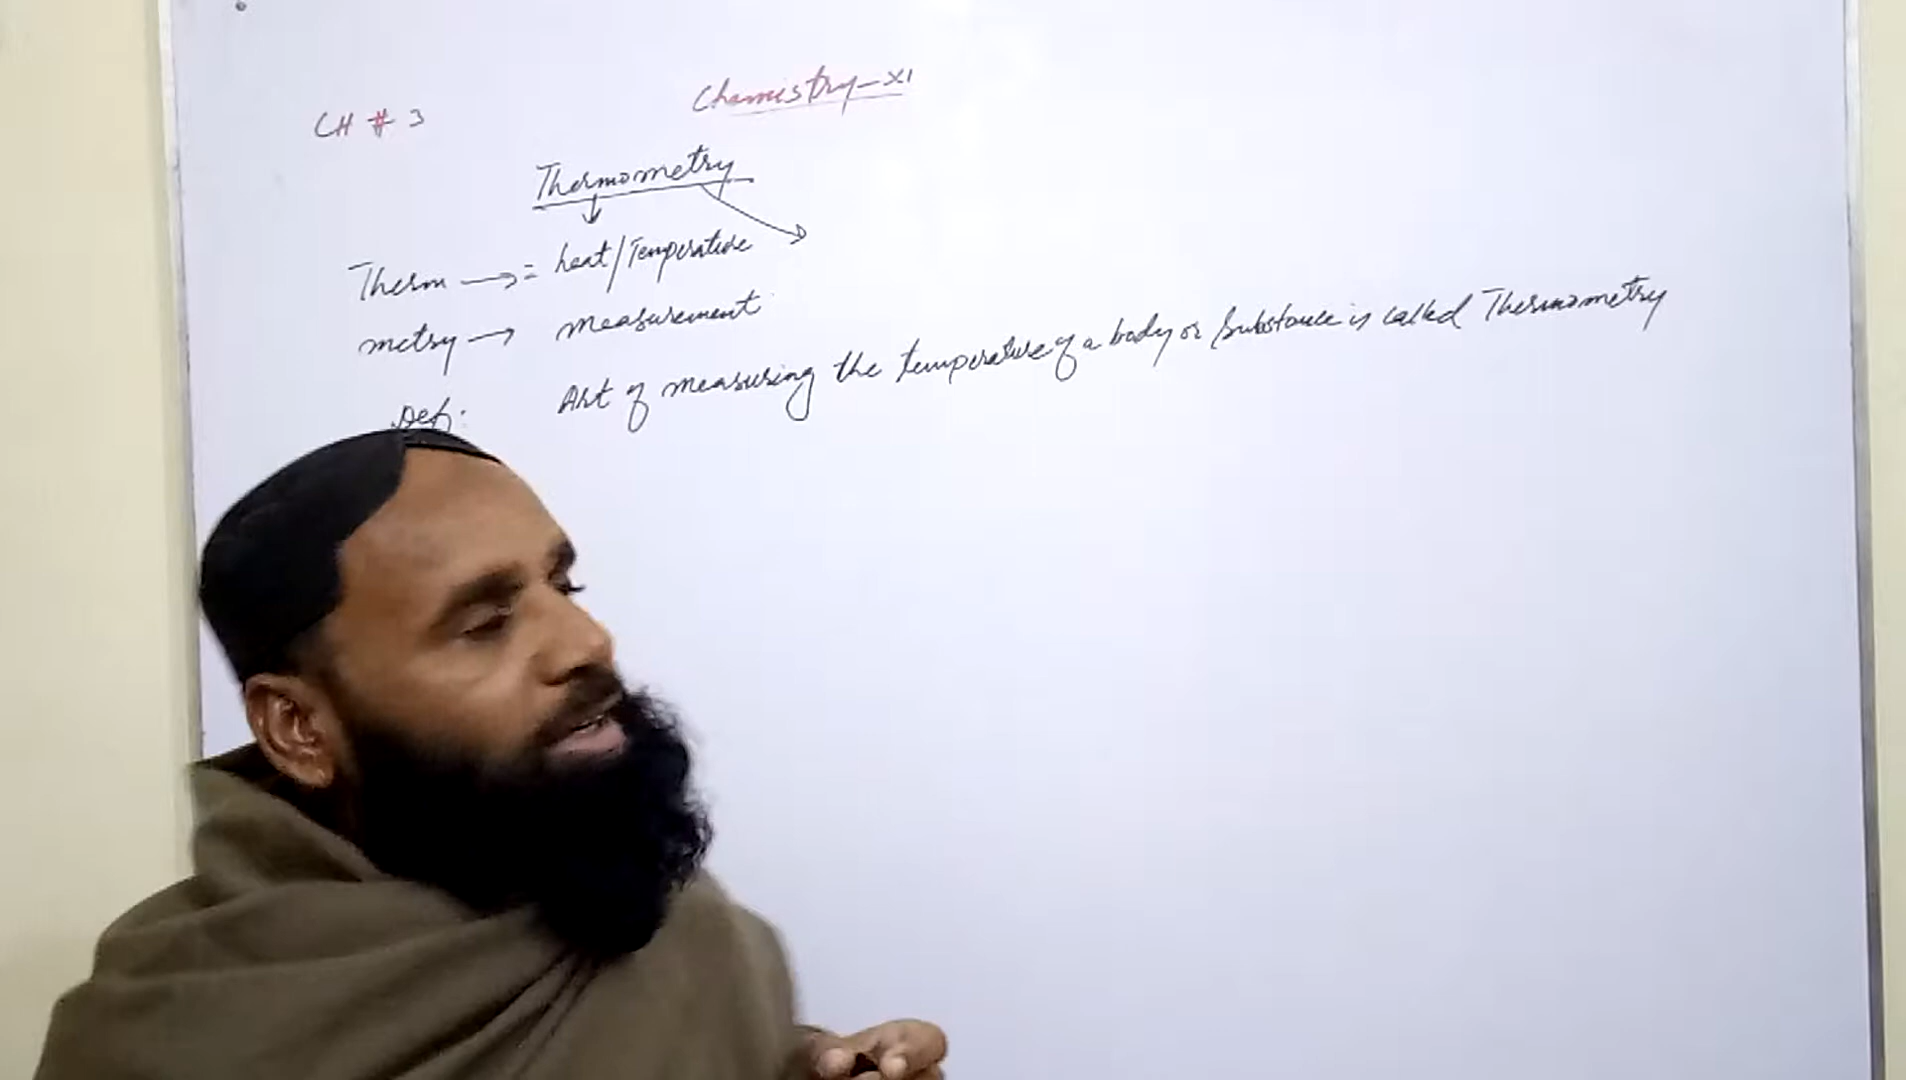 Chemistry-XI
CH # 3
Thermometry
Therm → = heat/Temperature
metry → measurement
Def: Art of measuring the temperature of a body or Substance is called Thermometry